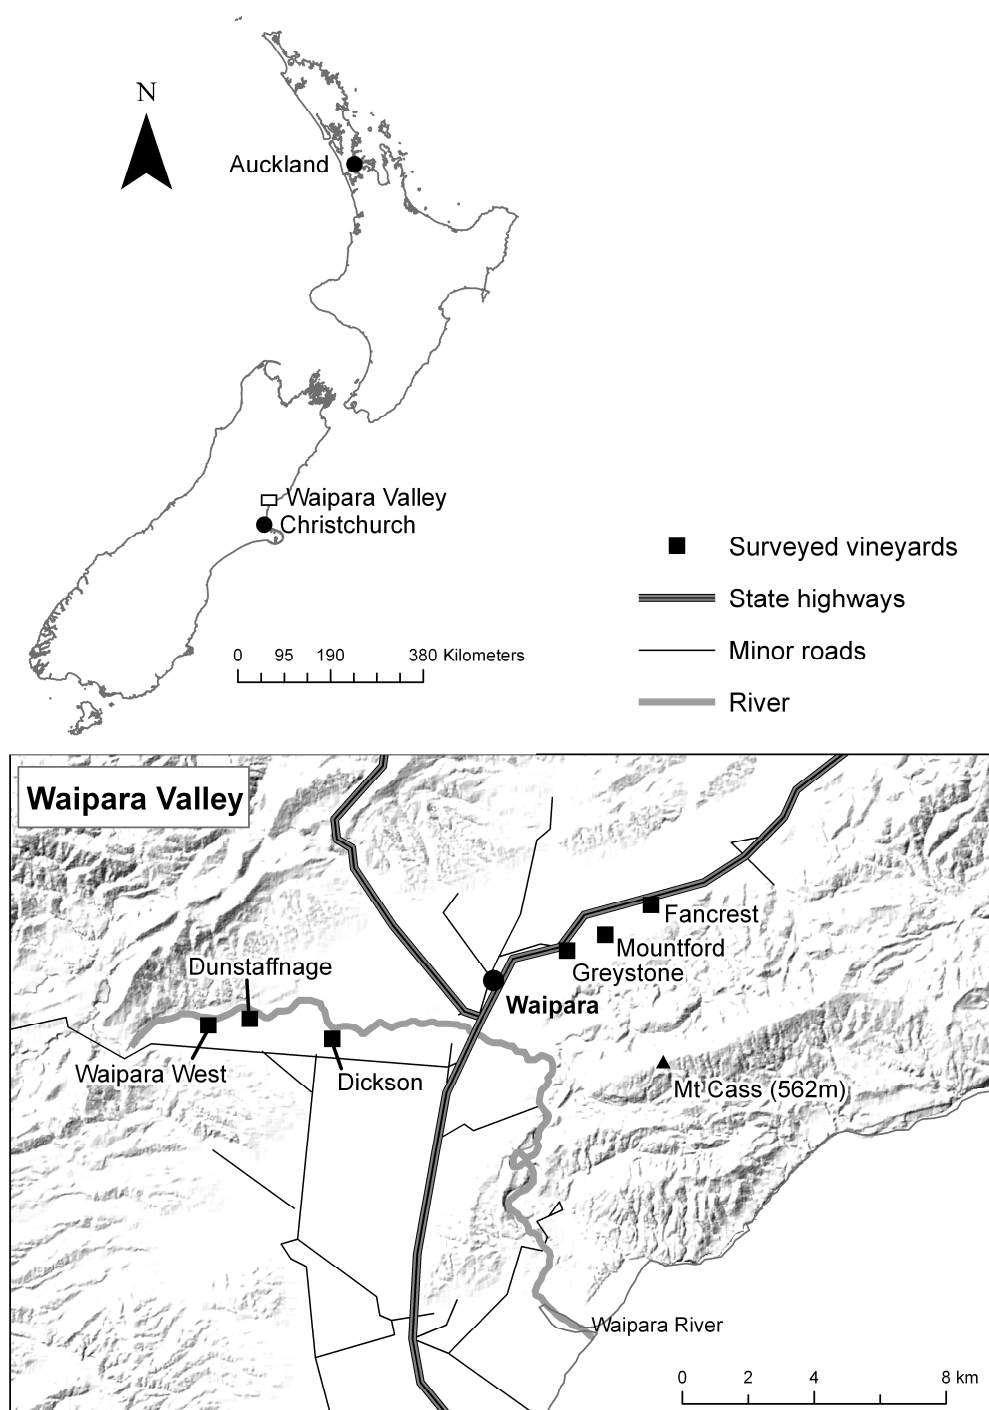 N
Auckland
Waipara Valley
Christchurch
0 95 190 380 Kilometers
Surveyed vineyards
State highways
Minor roads
River
Waipara Valley
Fancrest
Mountford
Greystone
Dunstaffnage
Waipara
Waipara West
Dickson
Mt Cass (562m)
Waipara River
0 2 4 8 km